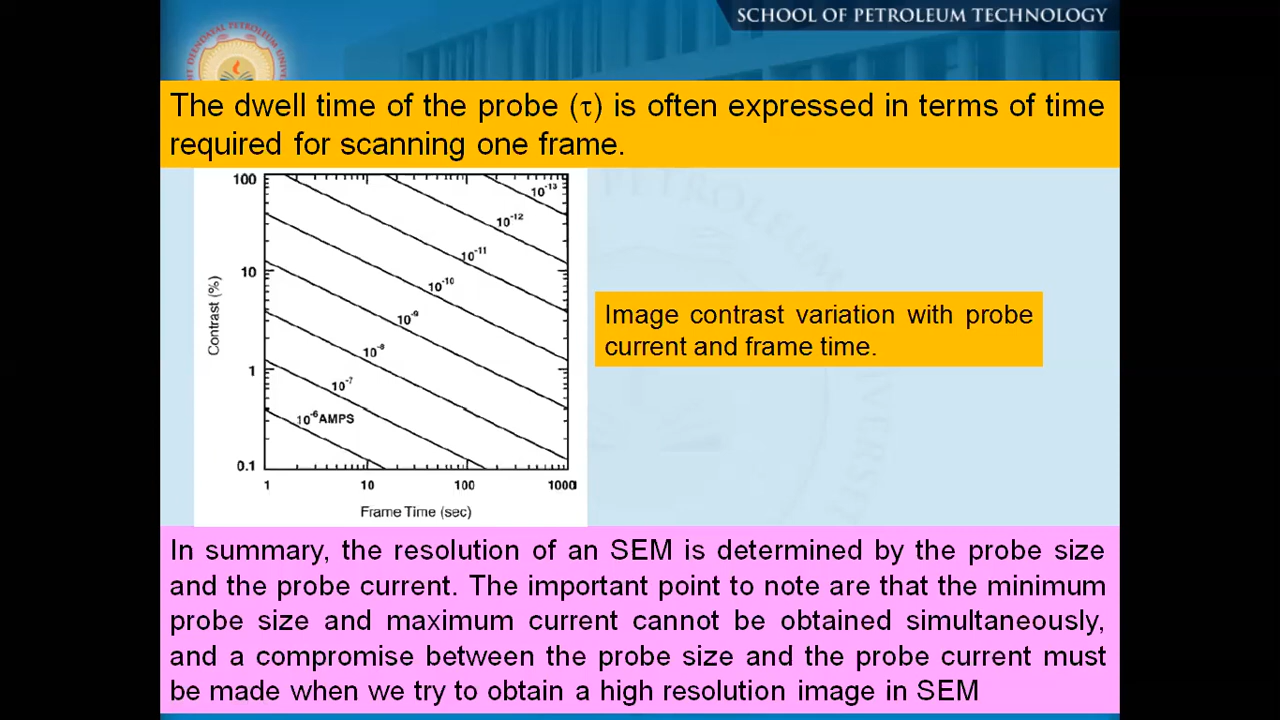 SCHOOL OF PETROLEUM TECHNOLOGY
The dwell time of the probe (τ) is often expressed in terms of time
required for scanning one frame.
100
10
1
0.1
Contrast (%)
10⁻¹³
10⁻¹²
10⁻¹¹
10⁻¹⁰
10⁻⁹
10⁻⁸
10⁻⁷
10⁻⁶AMPS
1
10
100
1000
Frame Time (sec)
Image contrast variation with probe
current and frame time.
In summary, the resolution of an SEM is determined by the probe size
and the probe current. The important point to note are that the minimum
probe size and maximum current cannot be obtained simultaneously,
and a compromise between the probe size and the probe current must
be made when we try to obtain a high resolution image in SEM